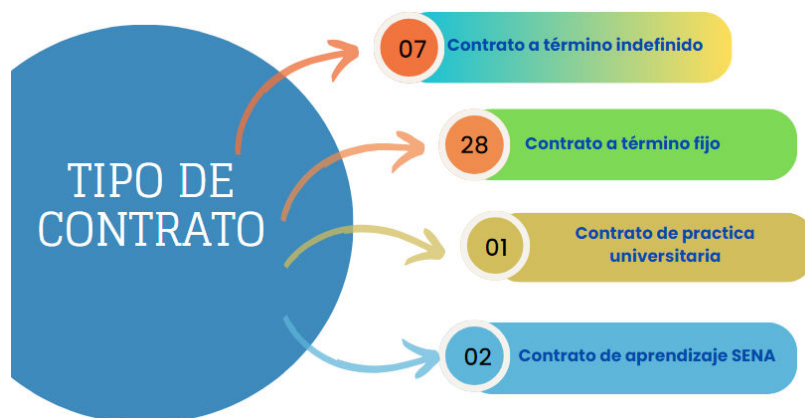 TIPO DE
CONTRATO
07
Contrato a término indefinido
28
Contrato a término fijo
01
Contrato de practica
universitaria
02
Contrato de aprendizaje SENA